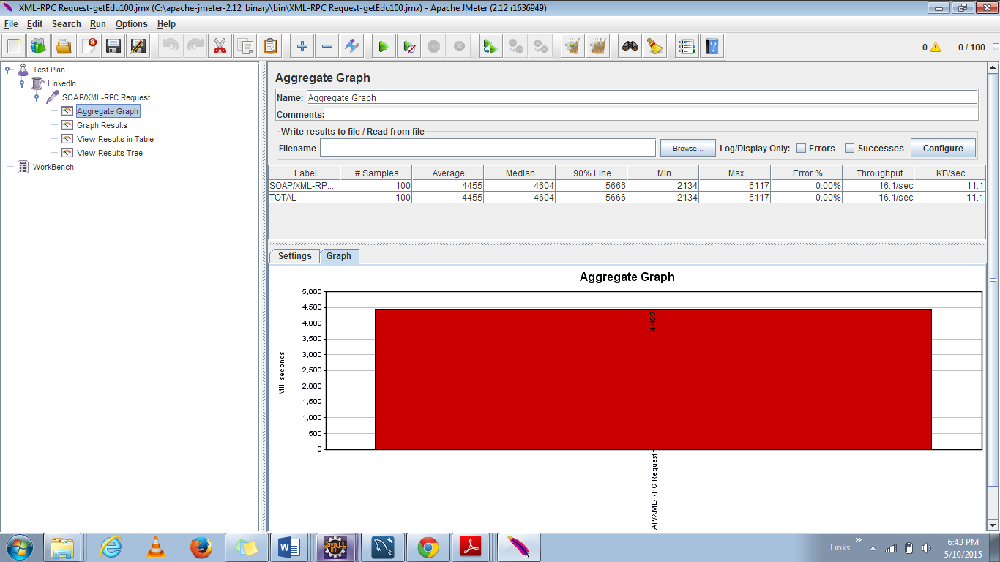 XML-RPC Request-getEdu100.jmx (C:\apache-jmeter-2.12_binary\bin\XML-RPC Request-getEdu100.jmx) - Apache JMeter (2.12 r1636949)
File Edit Search Run Options Help
0 0 / 100
Test Plan
LinkedIn
SOAP/XML-RPC Request
Aggregate Graph
Graph Results
View Results in Table
View Results Tree
WorkBench
Aggregate Graph
Name: Aggregate Graph
Comments:
Write results to file / Read from file
Filename Browse... Log/Display Only: Errors Successes Configure
Label # Samples Average Median 90% Line Min Max Error % Throughput KB/sec
SOAP/XML-RP... 100 4455 4604 5666 2134 6117 0.00% 16.1/sec 11.1
TOTAL 100 4455 4604 5666 2134 6117 0.00% 16.1/sec 11.1
Settings Graph
Aggregate Graph
5,000
4,500
4,000
3,500
3,000
2,500
2,000
1,500
1,000
500
0
Milliseconds
4 455
AP/XML-RPC Request
Java EE
IDE
W
Links
6:43 PM
5/10/2015